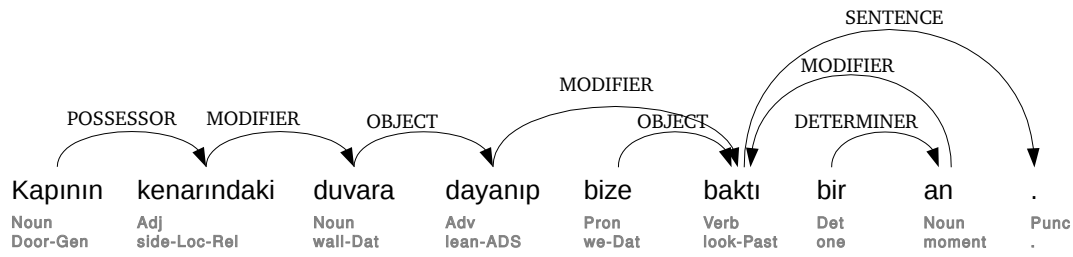 SENTENCE
MODIFIER
MODIFIER
POSSESSOR MODIFIER OBJECT OBJECT DETERMINER
Kapının kenarındaki duvara dayanıp bize baktı bir an .
Noun Adj Noun Adv Pron Verb Det Noun Punc
Door-Gen side-Loc-Rel wall-Dat lean-ADS we-Dat look-Past one moment .